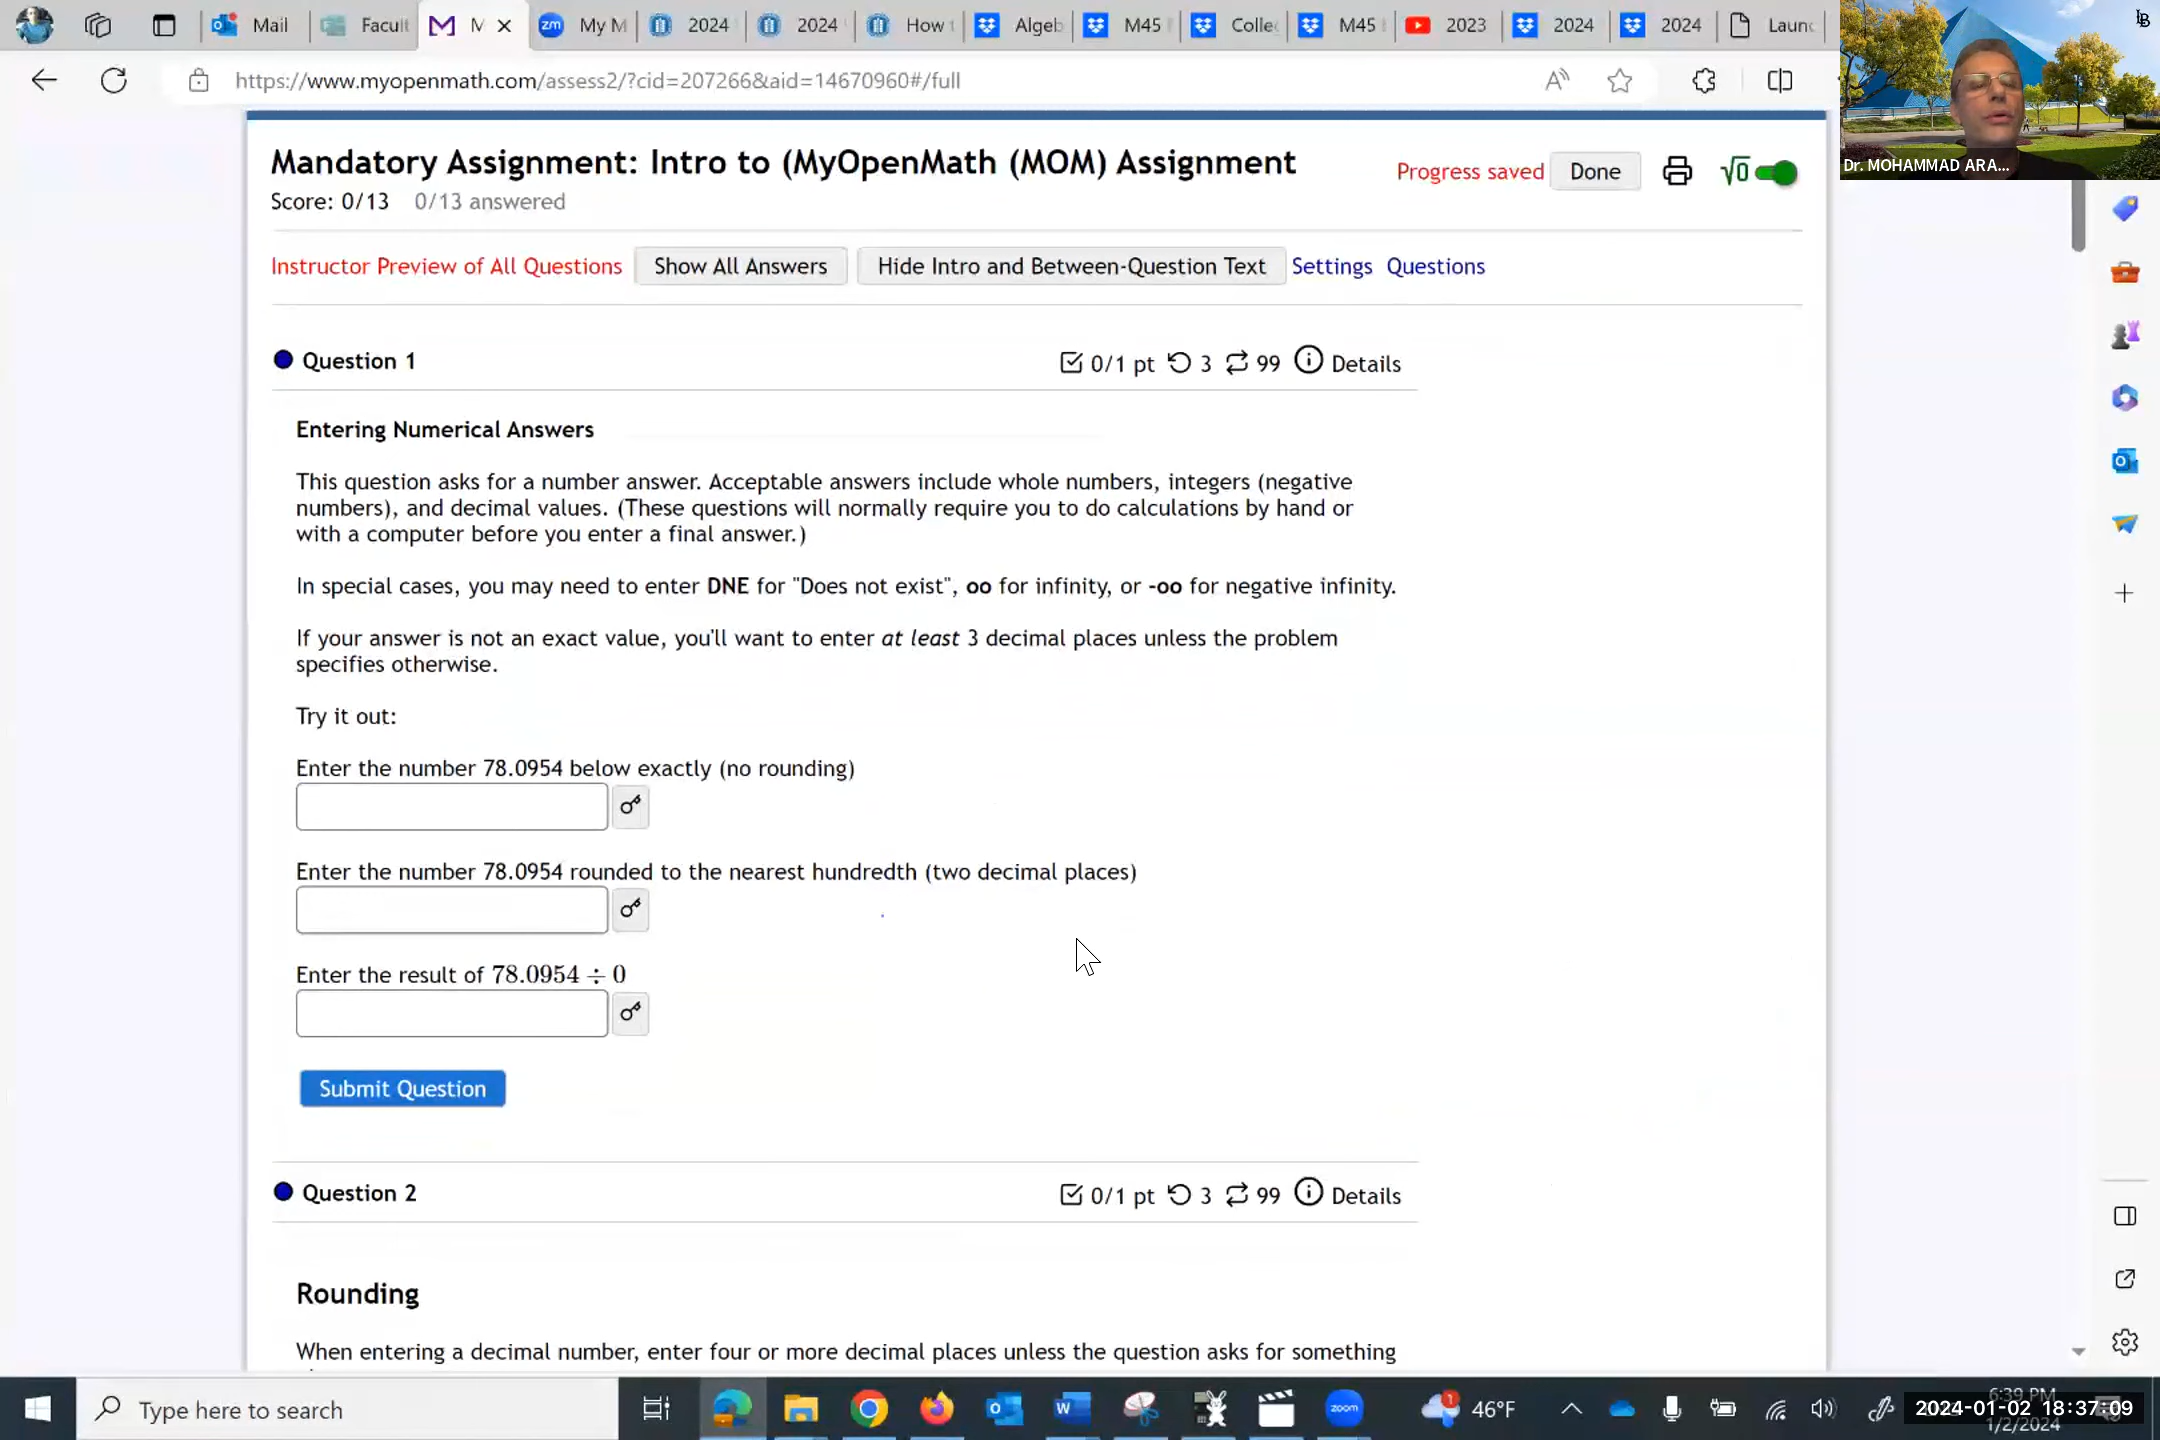 Mail
Facult
M
My M
2024
2024
How t
Algeb
M45
Colle
M45
2023
2024
2024
Launc
https://www.myopenmath.com/assess2/?cid=207266&aid=14670960#/full
Dr. MOHAMMAD ARA...
Mandatory Assignment: Intro to (MyOpenMath (MOM) Assignment
Progress saved Done √0
Score: 0/13 0/13 answered
Instructor Preview of All Questions Show All Answers Hide Intro and Between-Question Text Settings Questions
Question 1 0/1 pt 3 99 Details
Entering Numerical Answers
This question asks for a number answer. Acceptable answers include whole numbers, integers (negative
numbers), and decimal values. (These questions will normally require you to do calculations by hand or
with a computer before you enter a final answer.)
In special cases, you may need to enter DNE for "Does not exist", oo for infinity, or -oo for negative infinity.
If your answer is not an exact value, you'll want to enter at least 3 decimal places unless the problem
specifies otherwise.
Try it out:
Enter the number 78.0954 below exactly (no rounding)
Enter the number 78.0954 rounded to the nearest hundredth (two decimal places)
Enter the result of 78.0954 ÷ 0
Submit Question
Question 2 0/1 pt 3 99 Details
Rounding
When entering a decimal number, enter four or more decimal places unless the question asks for something
Type here to search
zoom
1
46°F
6:39 PM
2024-01-02 18:37:09
1/2/2024